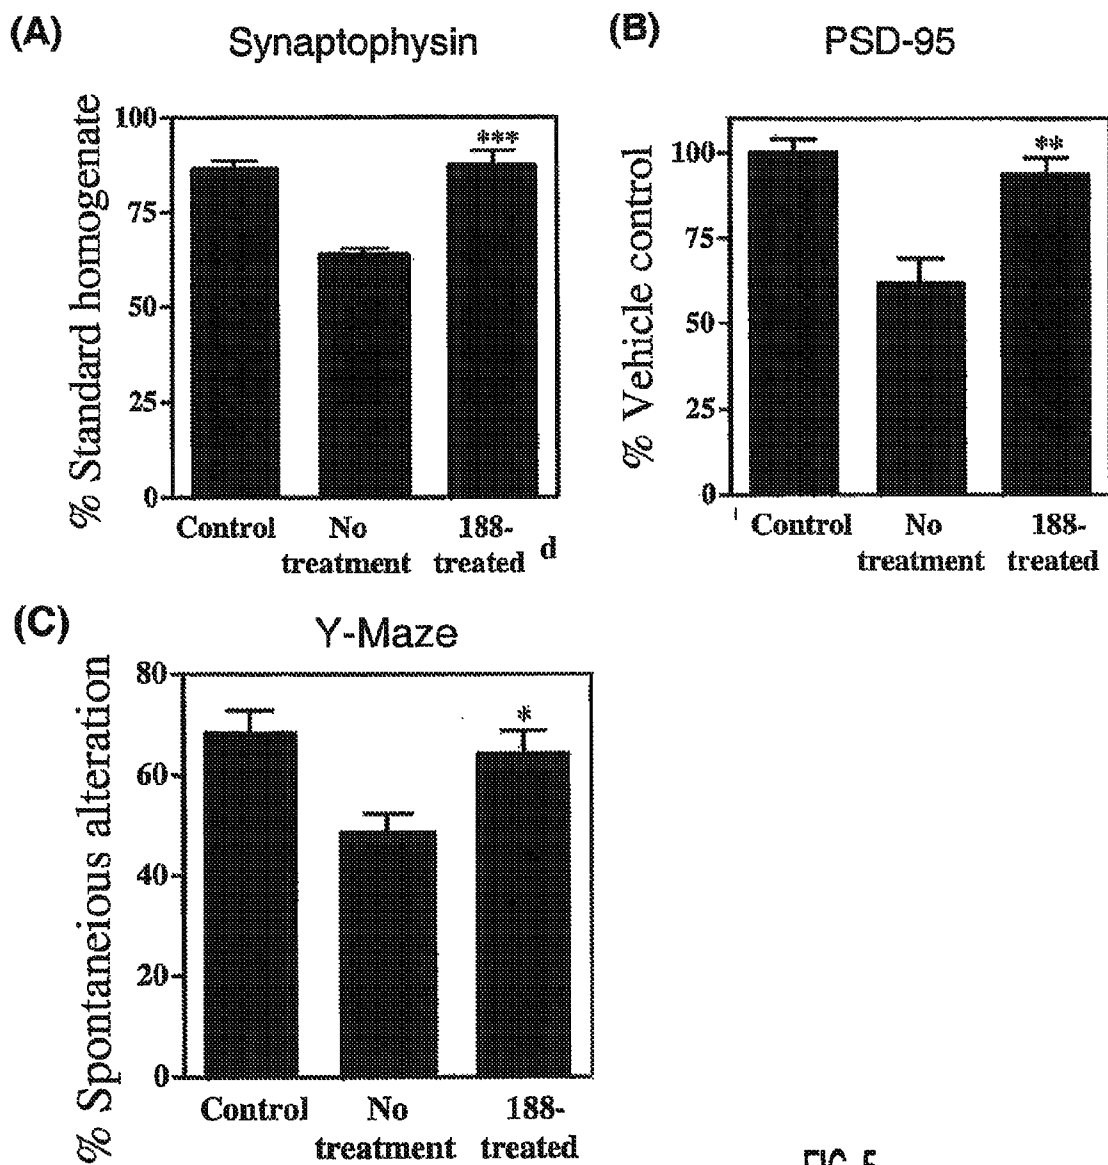 (A)
Synaptophysin
% Standard homogenate
100
***
75
50
25
0
Control No treatment 188-treated d
(B)
PSD-95
% Vehicle control
100
**
75
50
25
0
Control No treatment 188-treated
(C)
Y-Maze
% Spontaneious alteration
80
*
60
40
20
0
Control No treatment 188-treated
FIG. 5